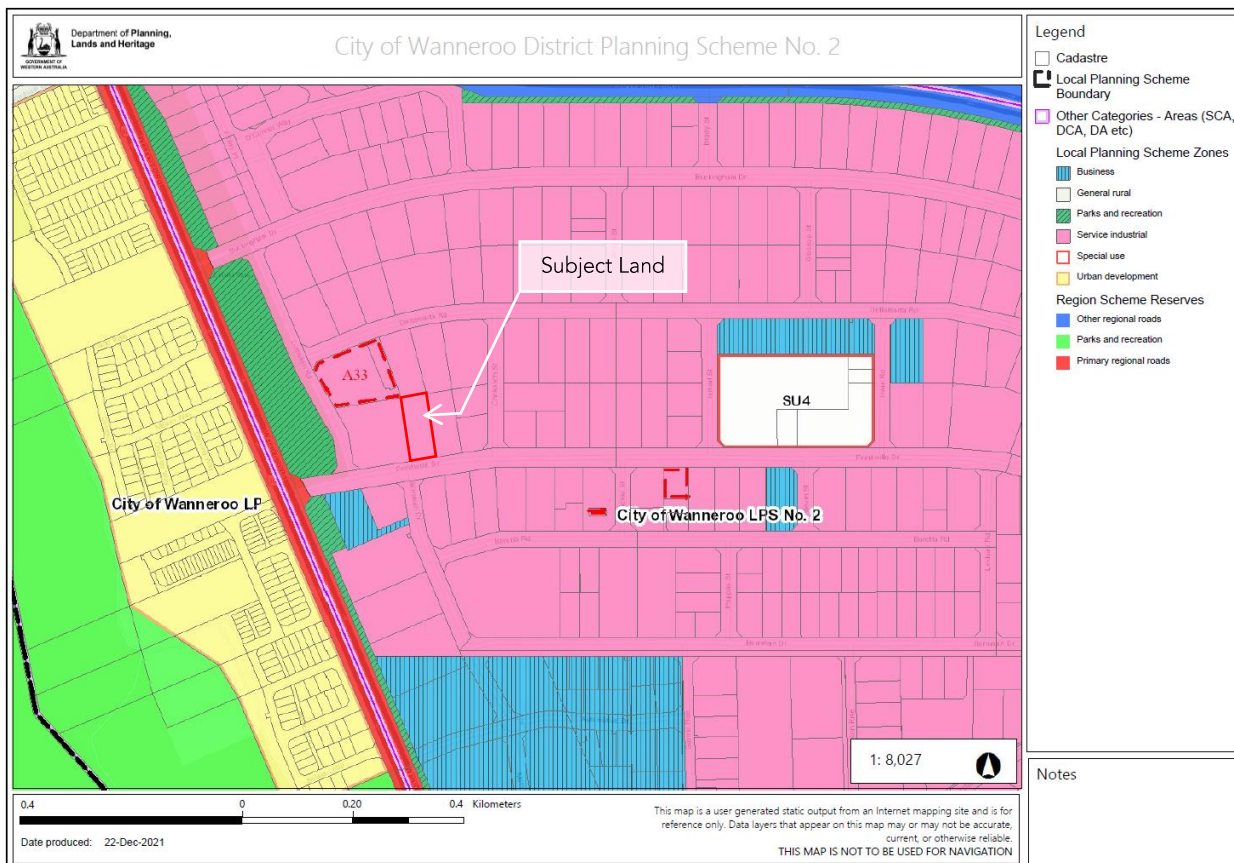 Department of Planning,
Lands and Heritage
GOVERNMENT OF
WESTERN AUSTRALIA
City of Wanneroo District Planning Scheme No. 2
Legend
Cadastre
Local Planning Scheme
Boundary
Other Categories - Areas (SCA,
DCA, DA etc)
Local Planning Scheme Zones
Business
General rural
Parks and recreation
Service industrial
Special use
Urban development
Region Scheme Reserves
Other regional roads
Parks and recreation
Primary regional roads
Buckingham Dr
Subject Land
A33
SU4
City of Wanneroo LP
City of Wanneroo LPS No. 2
1: 8,027
Notes
0.4
0
0.20
0.4
Kilometers
Date produced: 22-Dec-2021
This map is a user generated static output from an Internet mapping site and is for
reference only. Data layers that appear on this map may or may not be accurate,
current, or otherwise reliable.
THIS MAP IS NOT TO BE USED FOR NAVIGATION